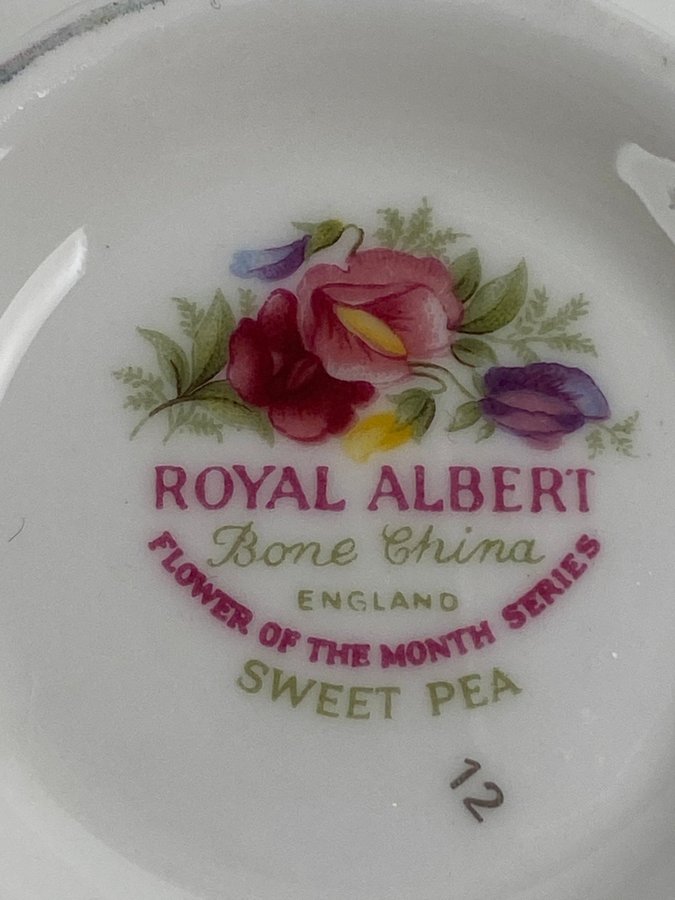 ROYAL ALBERT
Bone China
ENGLAND
FLOWER OF THE MONTH SERIES
SWEET PEA
12